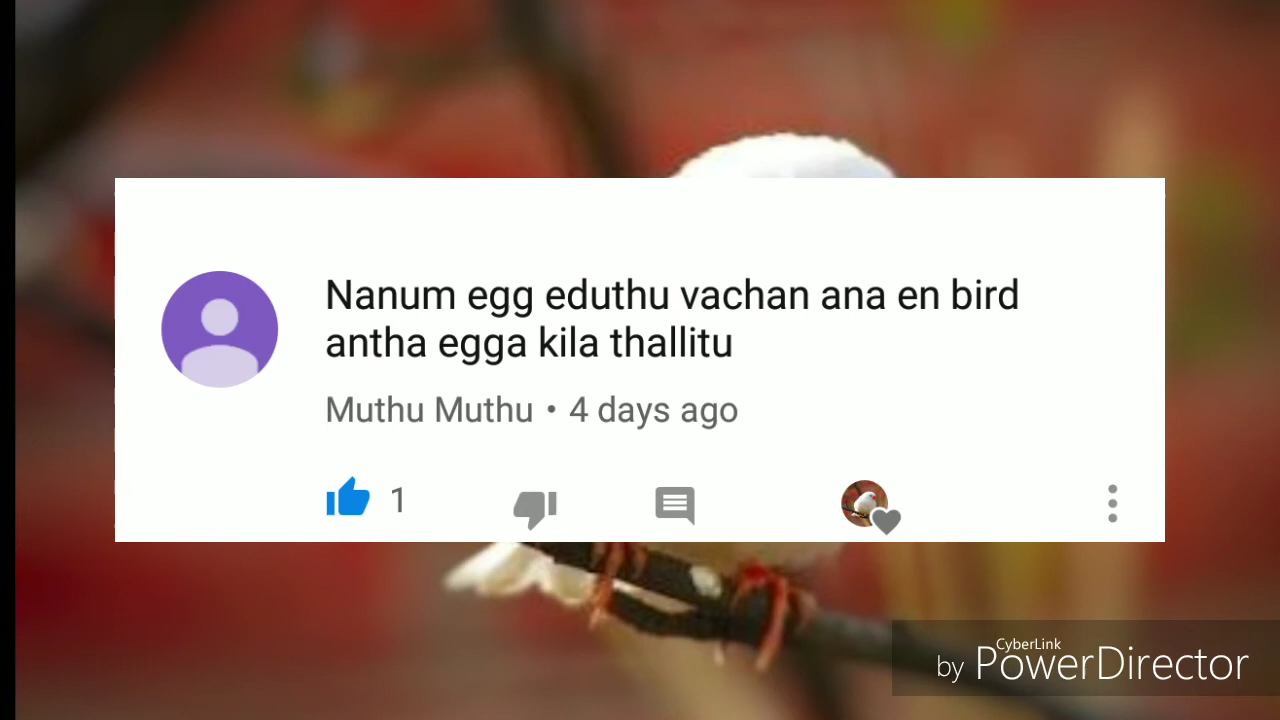 Nanum egg eduthu vachan ana en bird
antha egga kila thallitu
Muthu Muthu • 4 days ago
1
CyberLink
by PowerDirector